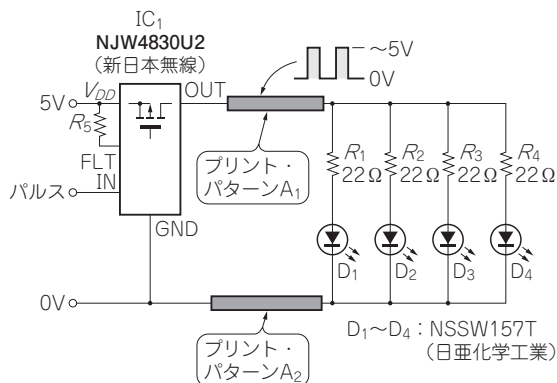 IC1
NJW4830U2
(新日本無線)
～5V
0V
5V
VDD
OUT
R5
FLT
IN
パルス
GND
プリント・
パターンA1
R1
22Ω
R2
22Ω
R3
22Ω
R4
22Ω
D1
D2
D3
D4
0V
プリント・
パターンA2
D1～D4：NSSW157T
(日亜化学工業)